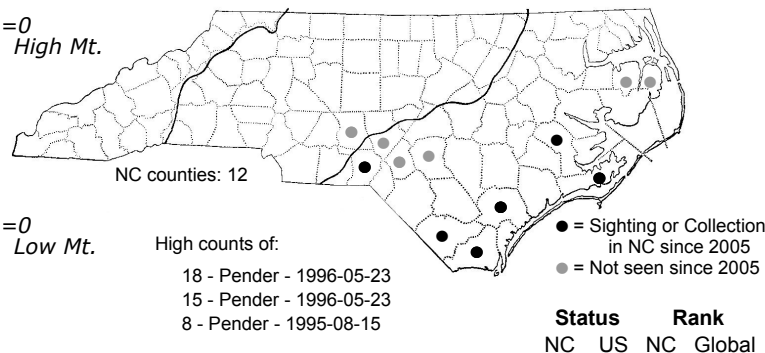 =0
High Mt.
NC counties: 12
=0
Low Mt.
High counts of:
18 - Pender - 1996-05-23
15 - Pender - 1996-05-23
8 - Pender - 1995-08-15
= Sighting or Collection
in NC since 2005
= Not seen since 2005
Status Rank
NC US NC Global